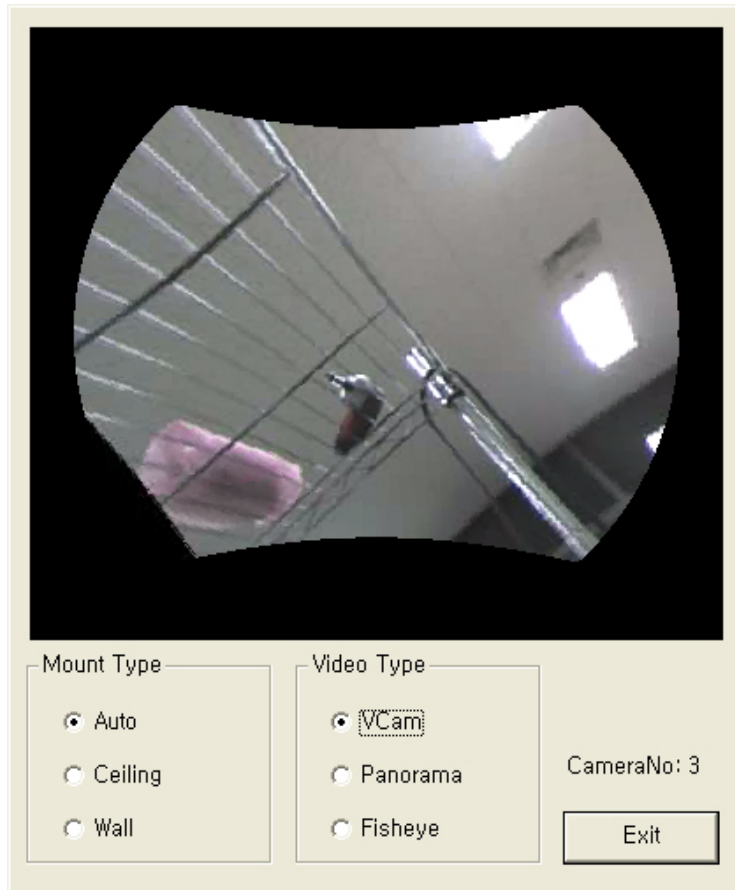 Mount Type
Auto
Ceiling
Wall
Video Type
VCam
Panorama
Fisheye
CameraNo: 3
Exit